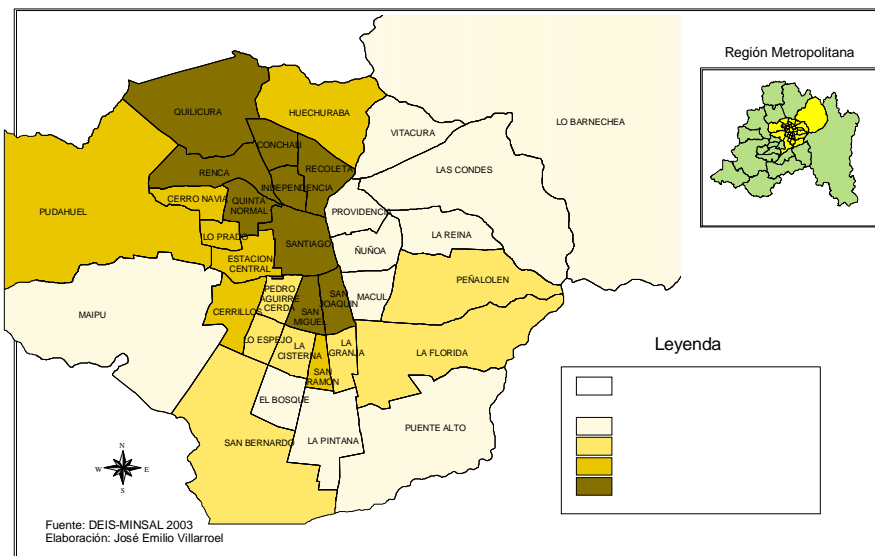 Región Metropolitana
LO BARNECHEA
QUILICURA
HUECHURABA
VITACURA
CONCHALI
LAS CONDES
RENCA
RECOLETA
INDEPENDENCIA
CERRO NAVIA
QUINTA
NORMAL
PROVIDENCIA
PUDAHUEL
LO PRADO
SANTIAGO
LA REINA
ÑUÑOA
ESTACION
CENTRAL
PEÑALOLEN
PEDRO
AGUIRRE
CERDA
SAN
JOAQUIN
MACUL
MAIPU
CERRILLOS
SAN
MIGUEL
LO ESPEJO
LA
CISTERNA
LA
GRANJA
LA FLORIDA
SAN
RAMON
EL BOSQUE
PUENTE ALTO
SAN BERNARDO
LA PINTANA
Leyenda
N
W E
S
Fuente: DEIS-MINSAL 2003
Elaboración: José Emilio Villarroel